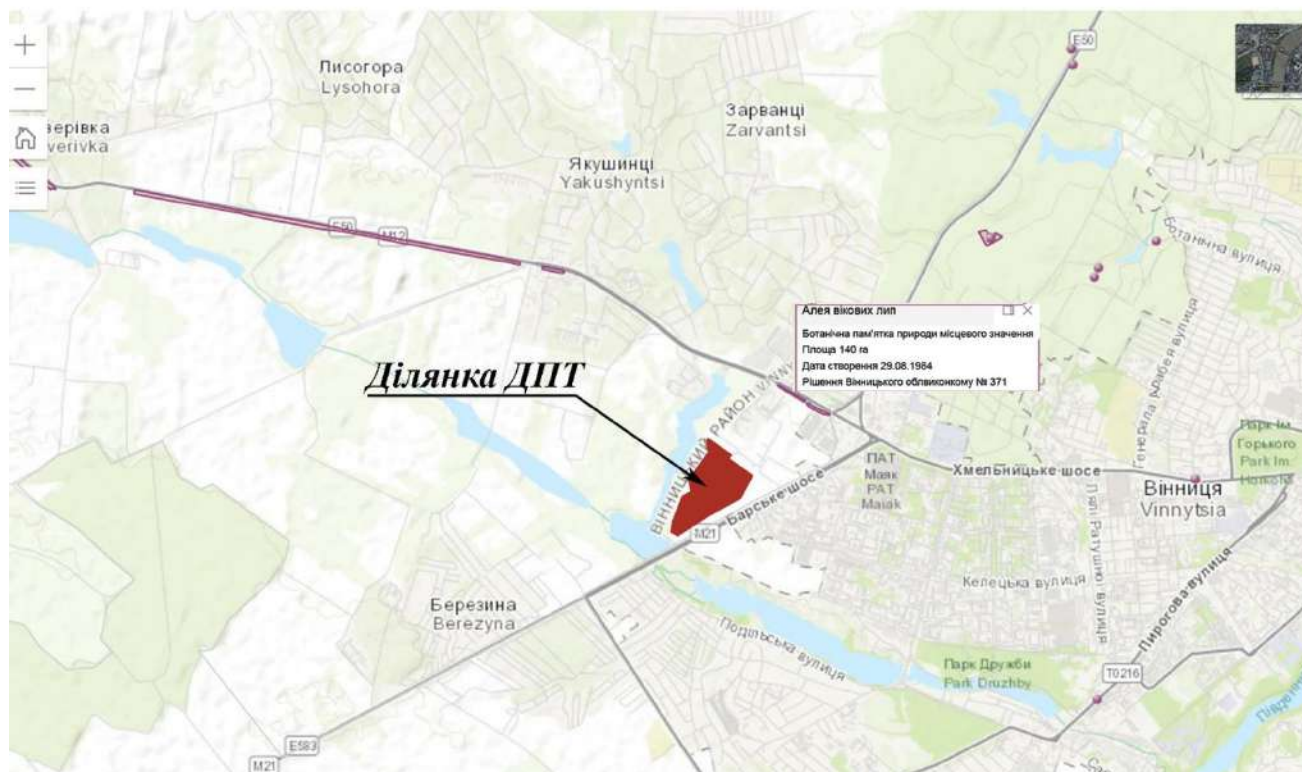 E50
Лисогора
Lysohora
Зарванці
Zarvantsi
верівка
verivka
Якушинці
Yakushyntsi
Ботанічна вулиця
E50
M12
Алея вікових лип
Ботанічна пам'ятка природи місцевого значення
Площа 140 га
Дата створення 29.08.1984
Рішення Вінницького облвиконкому № 371
Ділянка ДПТ
ВІННИЦЬКИЙ РАЙОН VINNY
Генерала Арабея вулиця
Парк ім.
Горького
Park Im.
Horkoho
ПАТ
Маяк
PAT
Maiak
Хмельницьке шосе
Вінниця
Vinnytsia
Барське шосе
M21
Лялі Ратушної вулиця
Келецька вулиця
Пирогова вулиця
Березина
Berezyna
Подільська вулиця
Парк Дружби
Park Druzhby
T0216
E583
M21